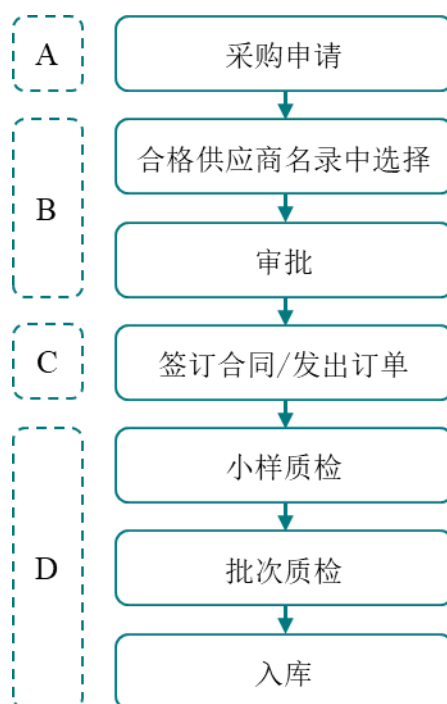 A
采购申请
B
合格供应商名录中选择
审批
C
签订合同/发出订单
D
小样质检
批次质检
入库